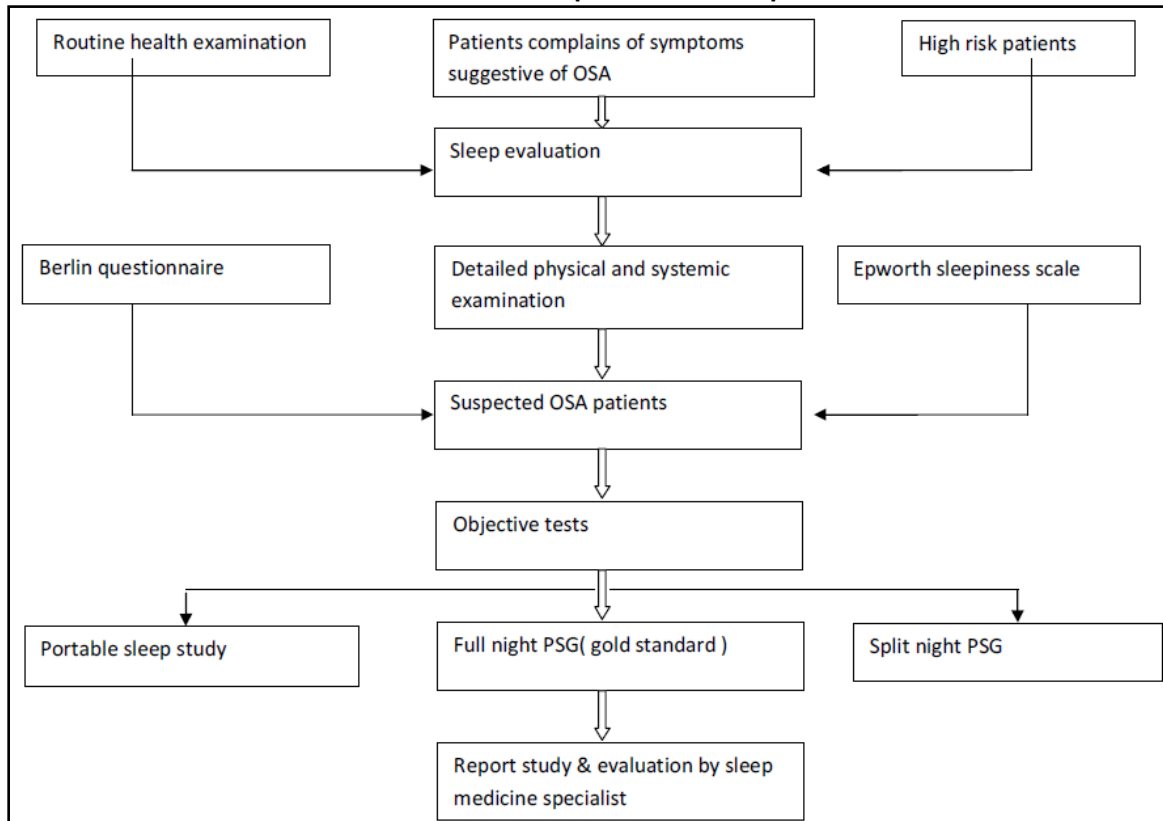 Routine health examination
Patients complains of symptoms
suggestive of OSA
High risk patients
Sleep evaluation
Berlin questionnaire
Detailed physical and systemic
examination
Epworth sleepiness scale
Suspected OSA patients
Objective tests
Portable sleep study
Full night PSG( gold standard )
Split night PSG
Report study & evaluation by sleep
medicine specialist